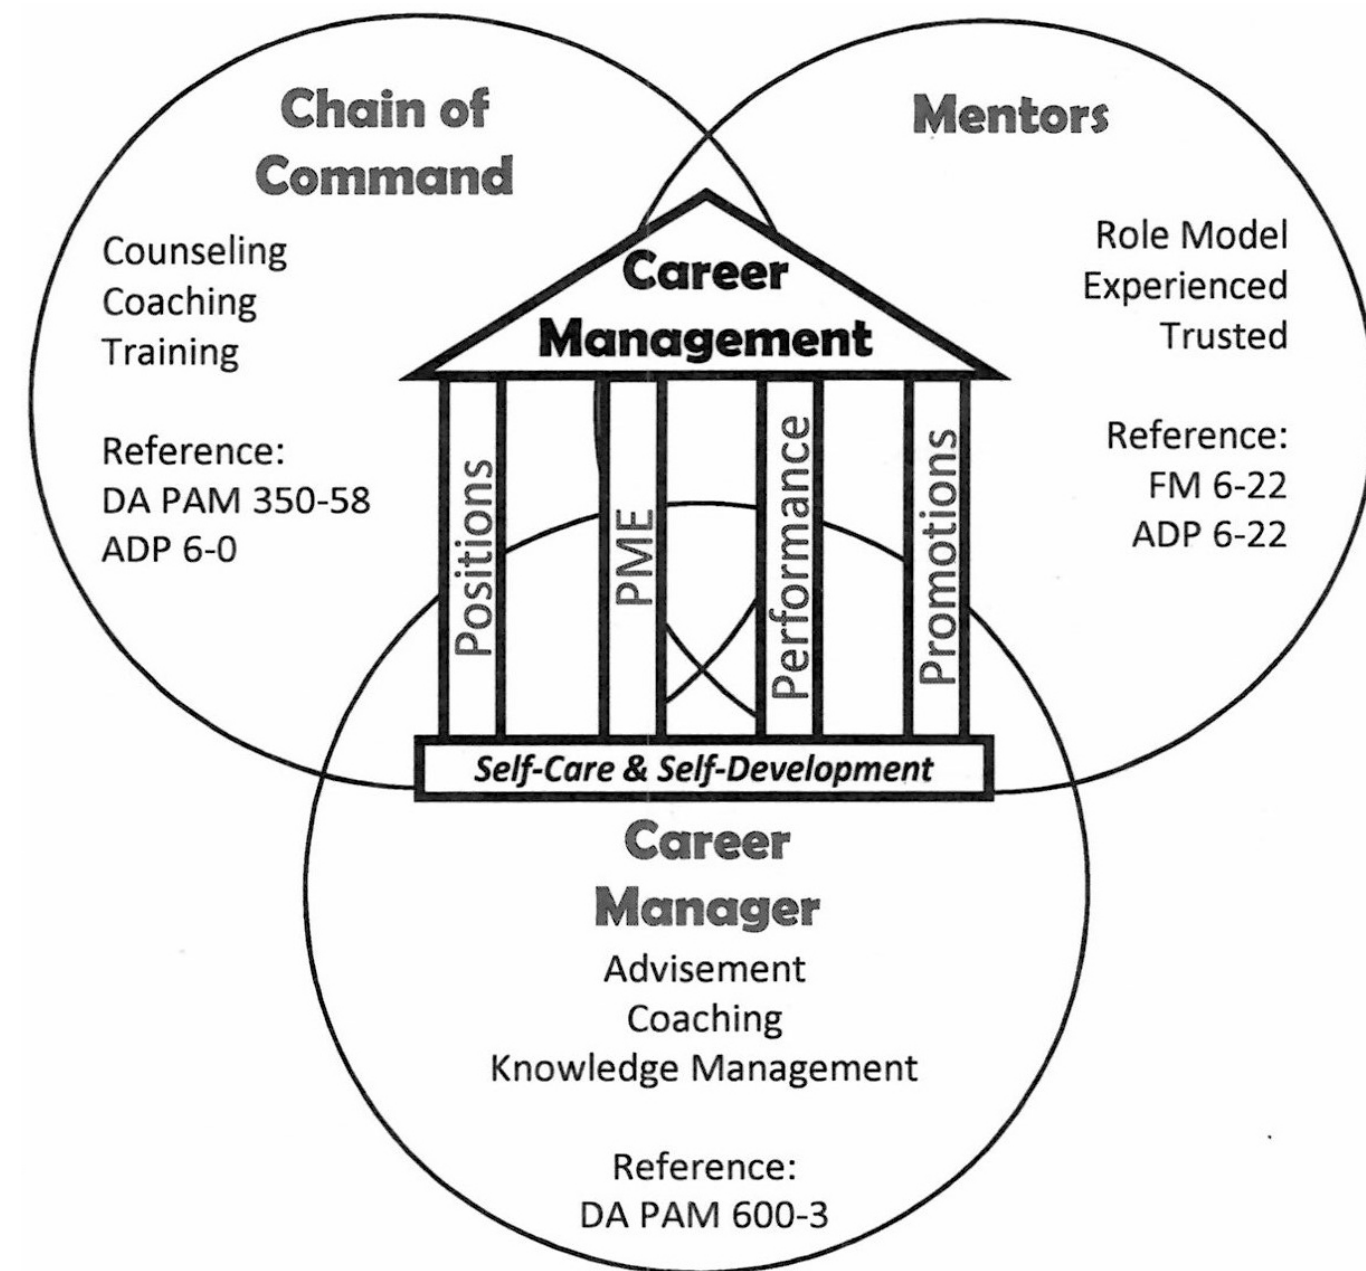 Chain of
Command
Counseling
Coaching
Training
Reference:
DA PAM 350-58
ADP 6-0
Mentors
Role Model
Experienced
Trusted
Reference:
FM 6-22
ADP 6-22
Career
Management
Positions
PME
Performance
Promotions
Self-Care & Self-Development
Career
Manager
Advisement
Coaching
Knowledge Management
Reference:
DA PAM 600-3